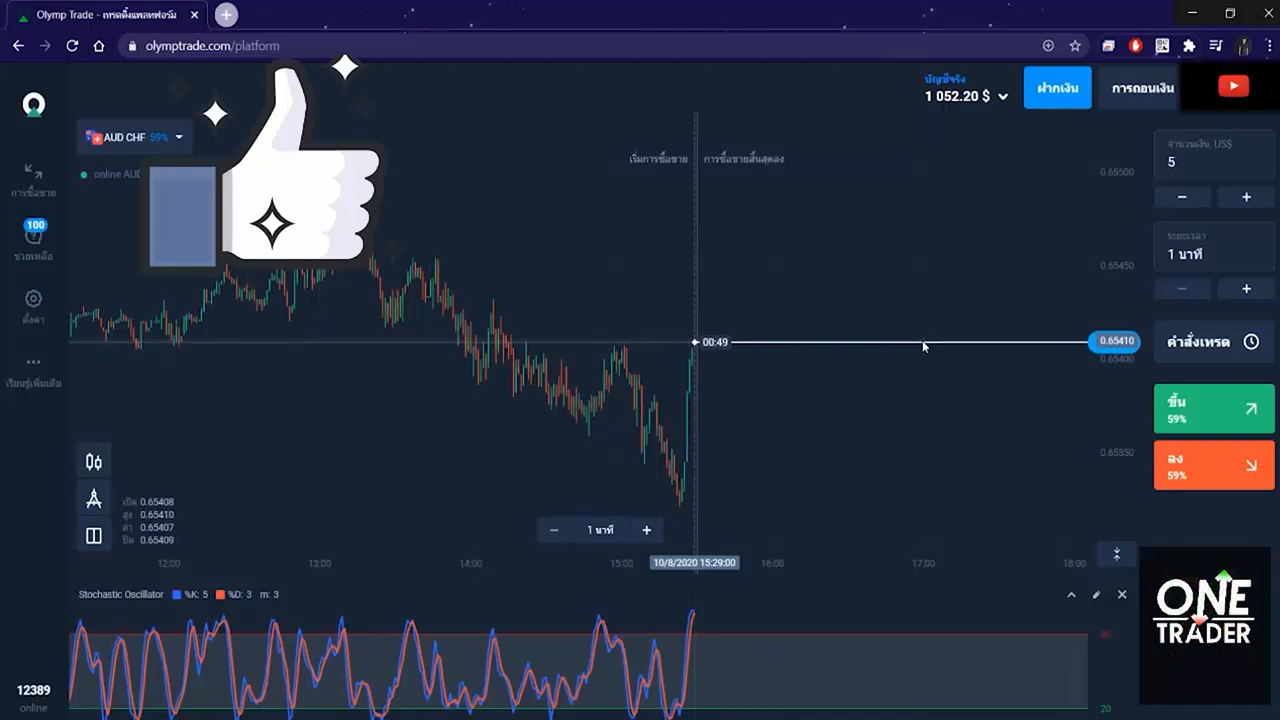 Olymp Trade - เทรดดิ้งแพลทฟอร์ม
olymptrade.com/platform
บัญชีจริง
1 052.20 $
ฝากเงิน
การถอนเงิน
AUD CHF 59%
online AUD
เริ่มการซื้อขาย
การซื้อขายสิ้นสุดลง
จำนวนเงิน, US$
5
ระยะเวลา
1 นาที
คำสั่งเทรด
ขึ้น
59%
ลง
59%
การซื้อขาย
100
ช่วยเหลือ
ตั้งค่า
เรียนรู้เพิ่มเติม
0.65500
0.65450
0.65410
0.65400
0.65350
00:49
เปิด 0.65408
สูง 0.65410
ต่ำ 0.65407
ปิด 0.65409
1 นาที
12:00
13:00
14:00
15:00
10/8/2020 15:29:00
16:00
17:00
18:00
Stochastic Oscillator %K: 5 %D: 3 m: 3
80
20
12389
online
ONE
TRADER